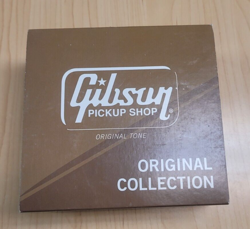 Gibson®
PICKUP SHOP
ORIGINAL TONE
ORIGINAL
COLLECTION